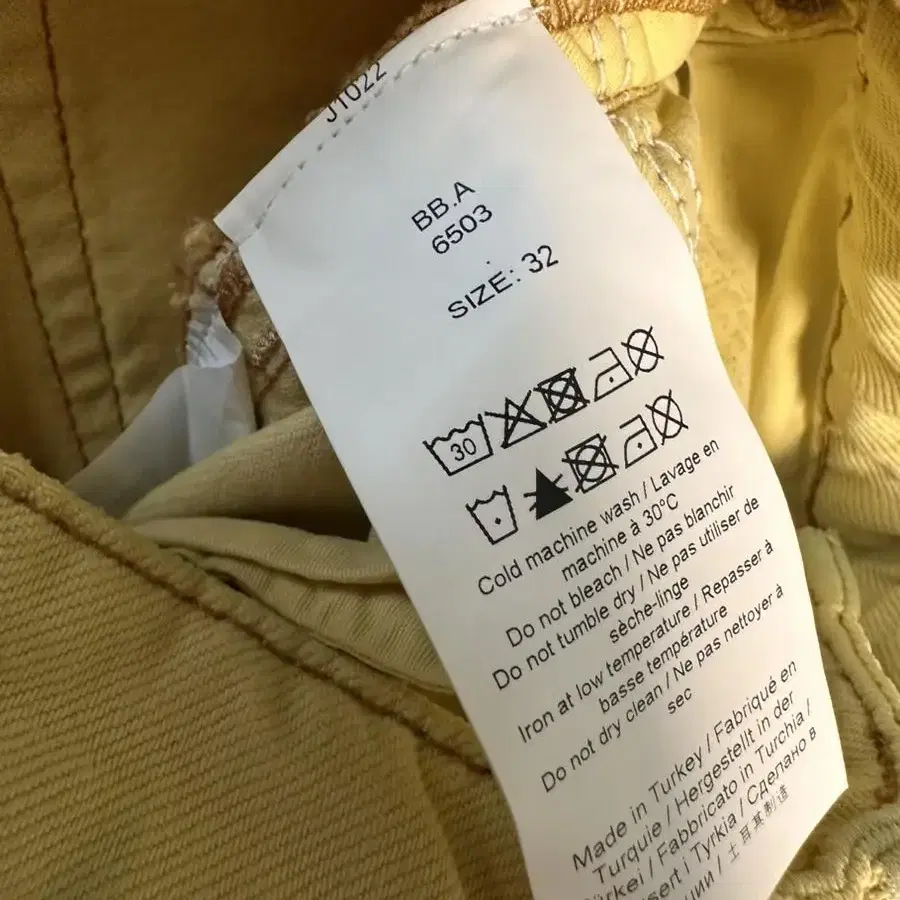 J1022
BB.A
6503
SIZE: 32
30
Cold machine wash / Lavage en
machine à 30°C
Do not bleach / Ne pas blanchir
Do not tumble dry / Ne pas utiliser de
sèche-linge
Iron at low temperature / Repasser à
basse température
Do not dry clean / Ne pas nettoyer à
sec
Made in Turkey / Fabriqué en
Turquie / Hergestellt in der
/ Fabbricato in Turchia /
i Tyrkia / Сделано в
/ 土耳其制造